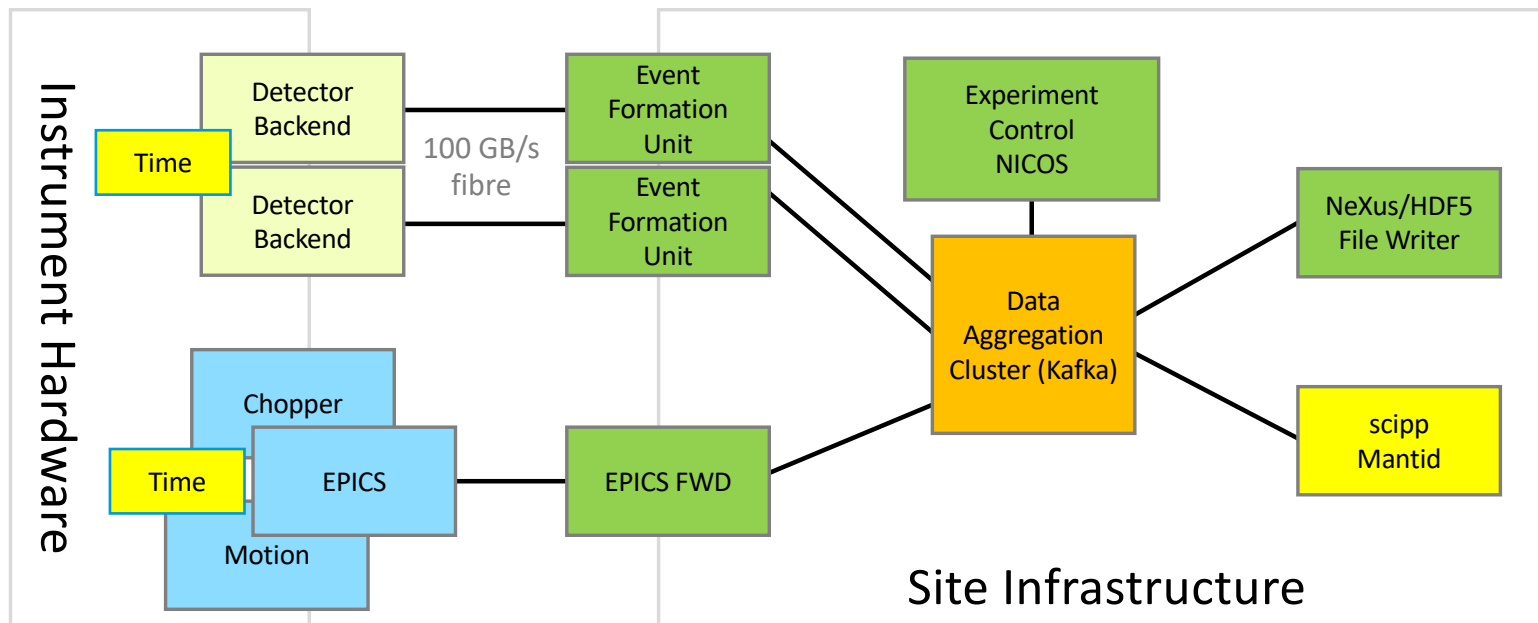 Instrument Hardware
Time
Detector
Backend
Detector
Backend
100 GB/s
fibre
Event
Formation
Unit
Event
Formation
Unit
Experiment
Control
NICOS
NeXus/HDF5
File Writer
Data
Aggregation
Cluster (Kafka)
scipp
Mantid
Chopper
Time
EPICS
Motion
EPICS FWD
Site Infrastructure